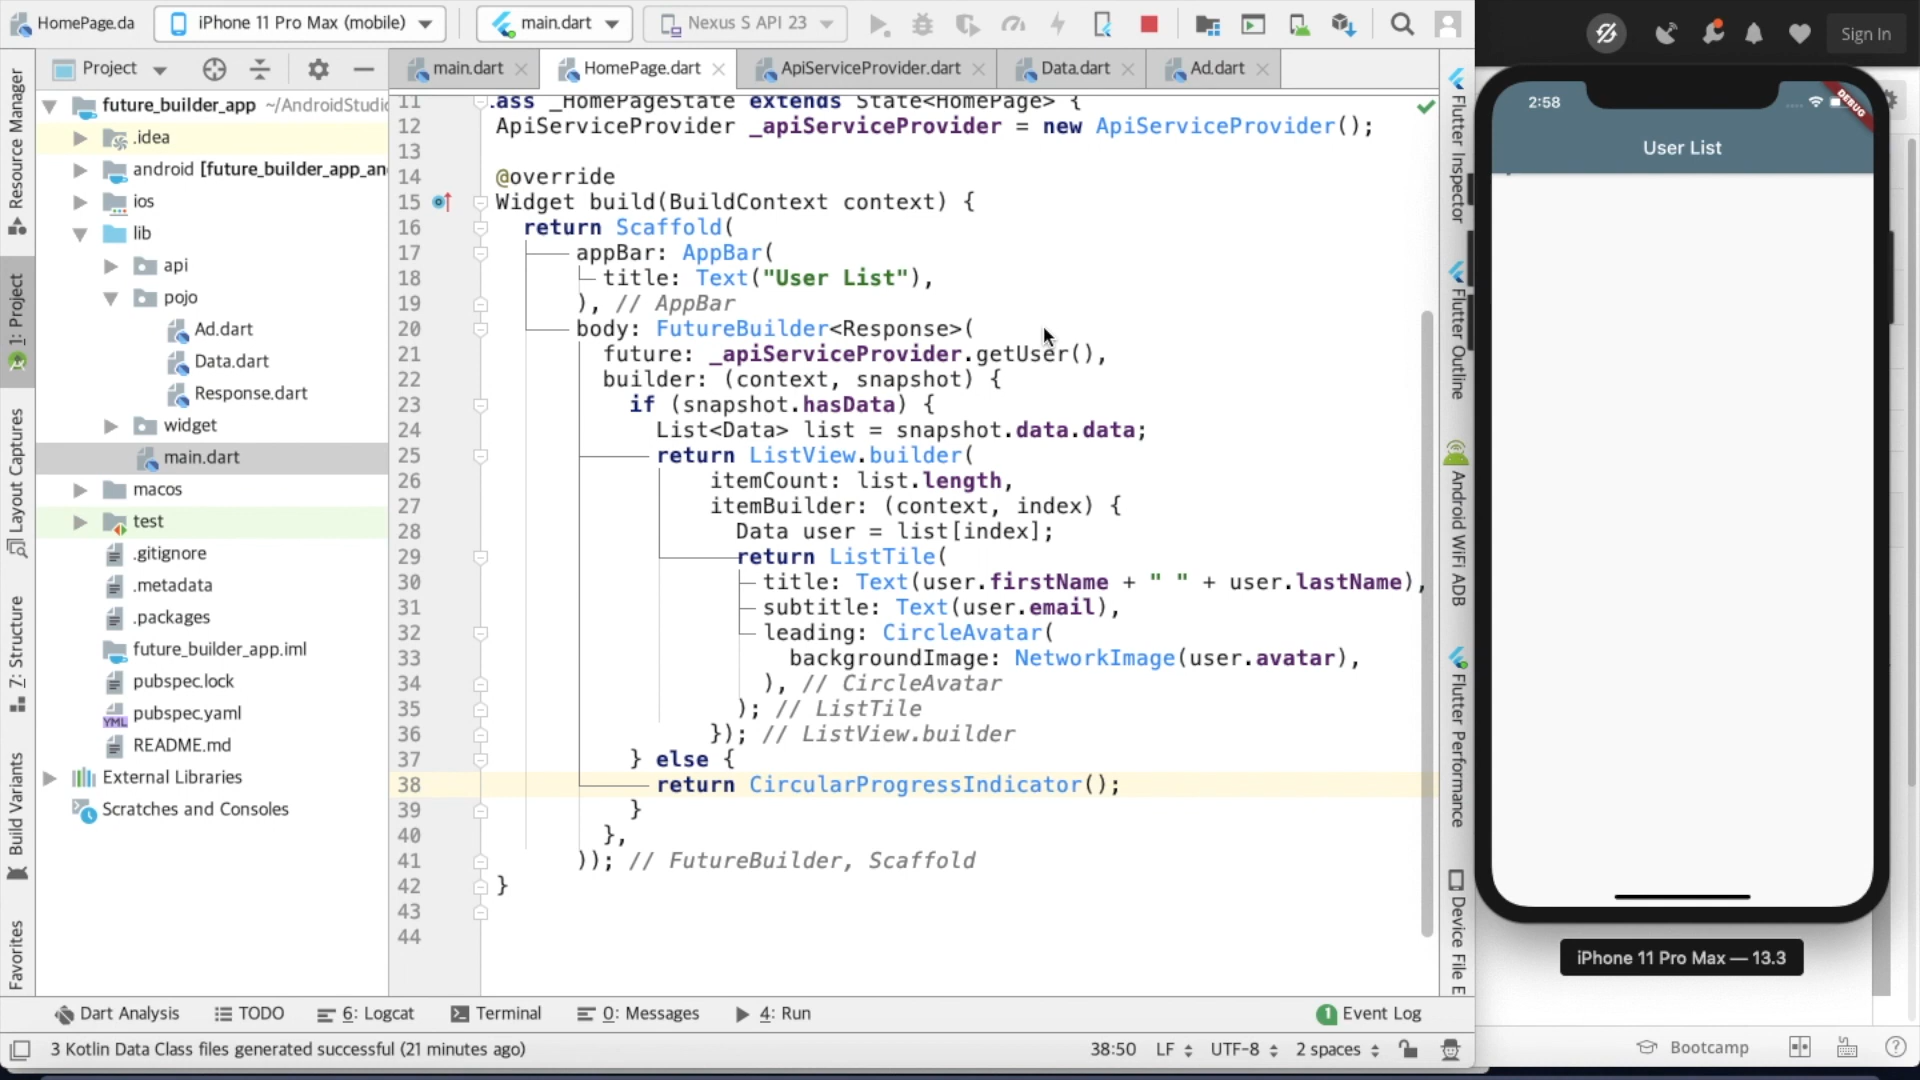 HomePage.da
iPhone 11 Pro Max (mobile)
main.dart
Nexus S API 23
Sign In
Project
main.dart
HomePage.dart
ApiServiceProvider.dart
Data.dart
Ad.dart
Resource Manager
1: Project
Layout Captures
7: Structure
Build Variants
Favorites
future_builder_app ~/AndroidStudio
.idea
android [future_builder_app_an
ios
lib
api
pojo
Ad.dart
Data.dart
Response.dart
widget
main.dart
macos
test
.gitignore
.metadata
.packages
future_builder_app.iml
pubspec.lock
YML pubspec.yaml
README.md
External Libraries
Scratches and Consoles
11 .ass _HomePageState extends State<HomePage> {
12 ApiServiceProvider _apiServiceProvider = new ApiServiceProvider();
13
14 @override
15 Widget build(BuildContext context) {
16 return Scaffold(
17 appBar: AppBar(
18 title: Text("User List"),
19 ), // AppBar
20 body: FutureBuilder<Response>(
21 future: _apiServiceProvider.getUser(),
22 builder: (context, snapshot) {
23 if (snapshot.hasData) {
24 List<Data> list = snapshot.data.data;
25 return ListView.builder(
26 itemCount: list.length,
27 itemBuilder: (context, index) {
28 Data user = list[index];
29 return ListTile(
30 title: Text(user.firstName + " " + user.lastName),
31 subtitle: Text(user.email),
32 leading: CircleAvatar(
33 backgroundImage: NetworkImage(user.avatar),
34 ), // CircleAvatar
35 ); // ListTile
36 }); // ListView.builder
37 } else {
38 return CircularProgressIndicator();
39 }
40 },
41 )); // FutureBuilder, Scaffold
42 }
43
44
Flutter Inspector
Flutter Outline
Android WiFi ADB
Flutter Performance
Device File E
2:58
DEBUG
User List
iPhone 11 Pro Max — 13.3
Dart Analysis
TODO
6: Logcat
Terminal
0: Messages
4: Run
1 Event Log
3 Kotlin Data Class files generated successful (21 minutes ago)
38:50 LF UTF-8 2 spaces
Bootcamp